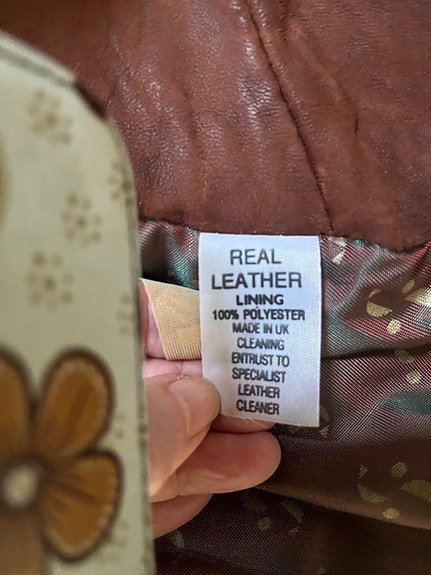 REAL
LEATHER
LINING
100% POLYESTER
MADE IN UK
CLEANING
ENTRUST TO
SPECIALIST
LEATHER
CLEANER